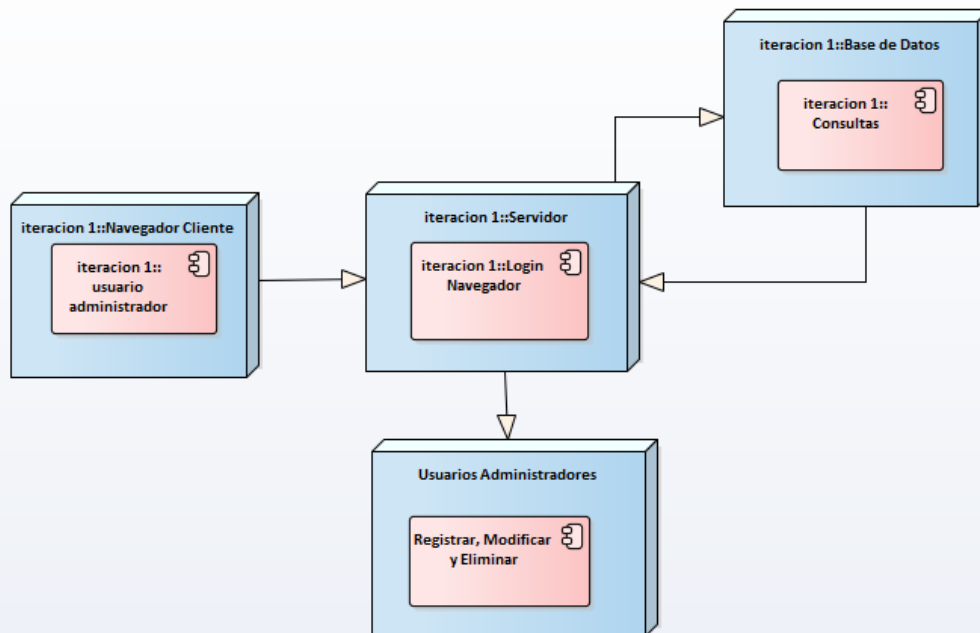 iteracion 1::Base de Datos
iteracion 1::
Consultas
iteracion 1::Navegador Cliente
iteracion 1::
usuario
administrador
iteracion 1::Servidor
iteracion 1::Login
Navegador
Usuarios Administradores
Registrar, Modificar
y Eliminar